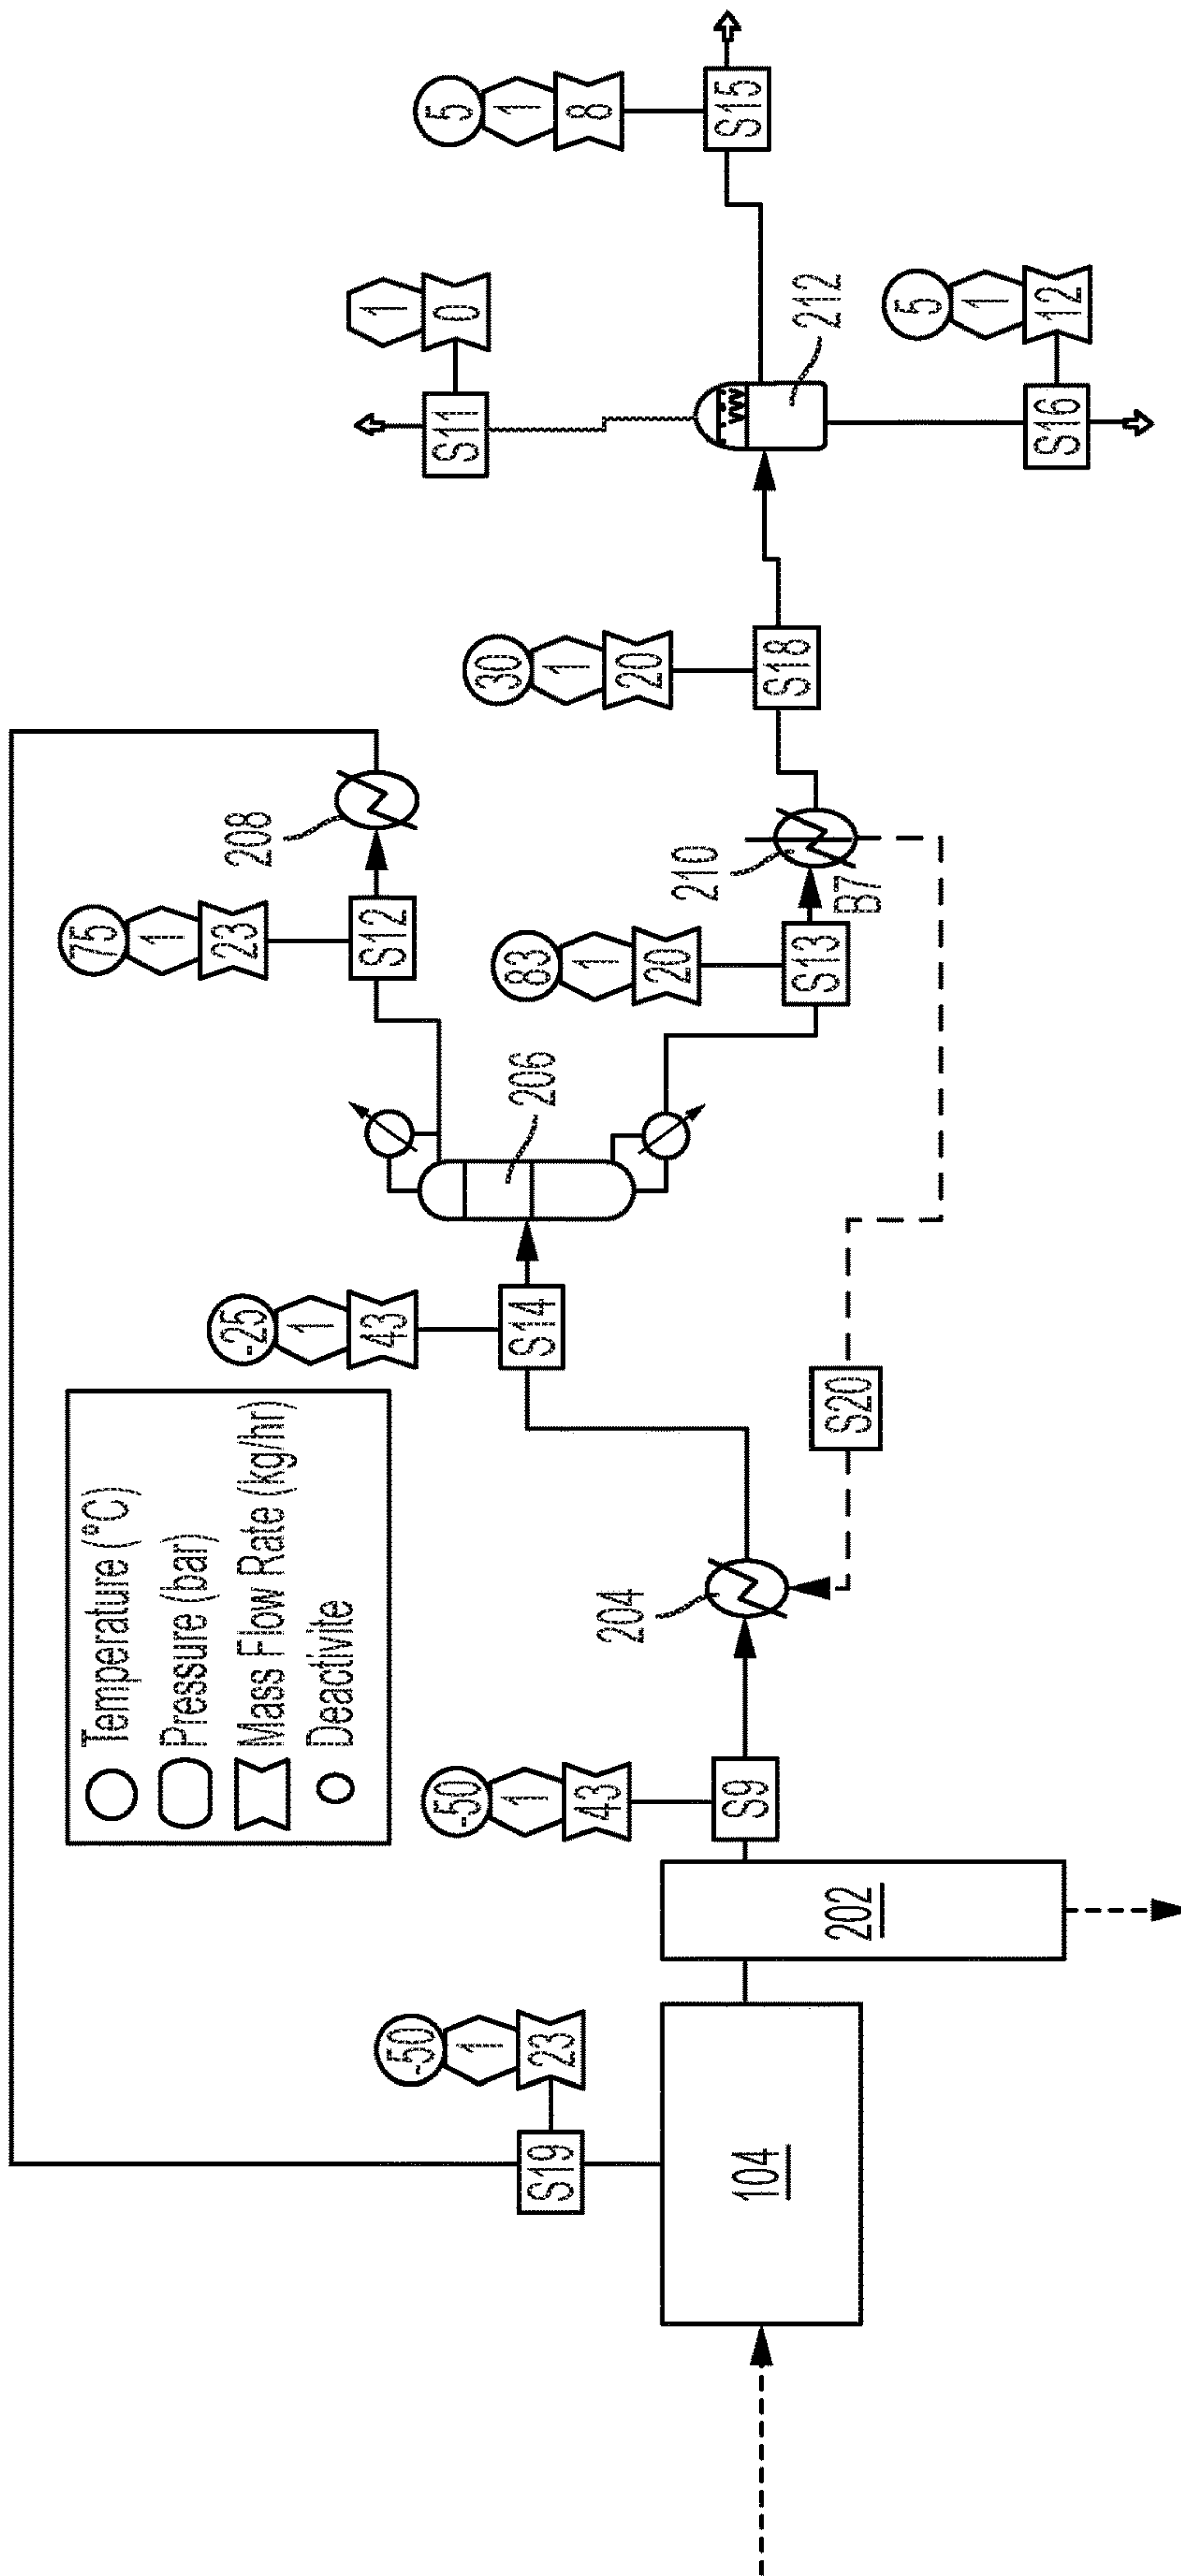 Temperature (°C)
Pressure (bar)
Mass Flow Rate (kg/hr)
Deactivite
-50
1
23
S19
104
202
-50
1
43
S9
204
-25
1
43
S14
S20
206
75
1
23
S12
208
83
1
20
S13
B7
210
30
1
20
S18
1
0
S11
212
5
1
12
S16
5
1
8
S15